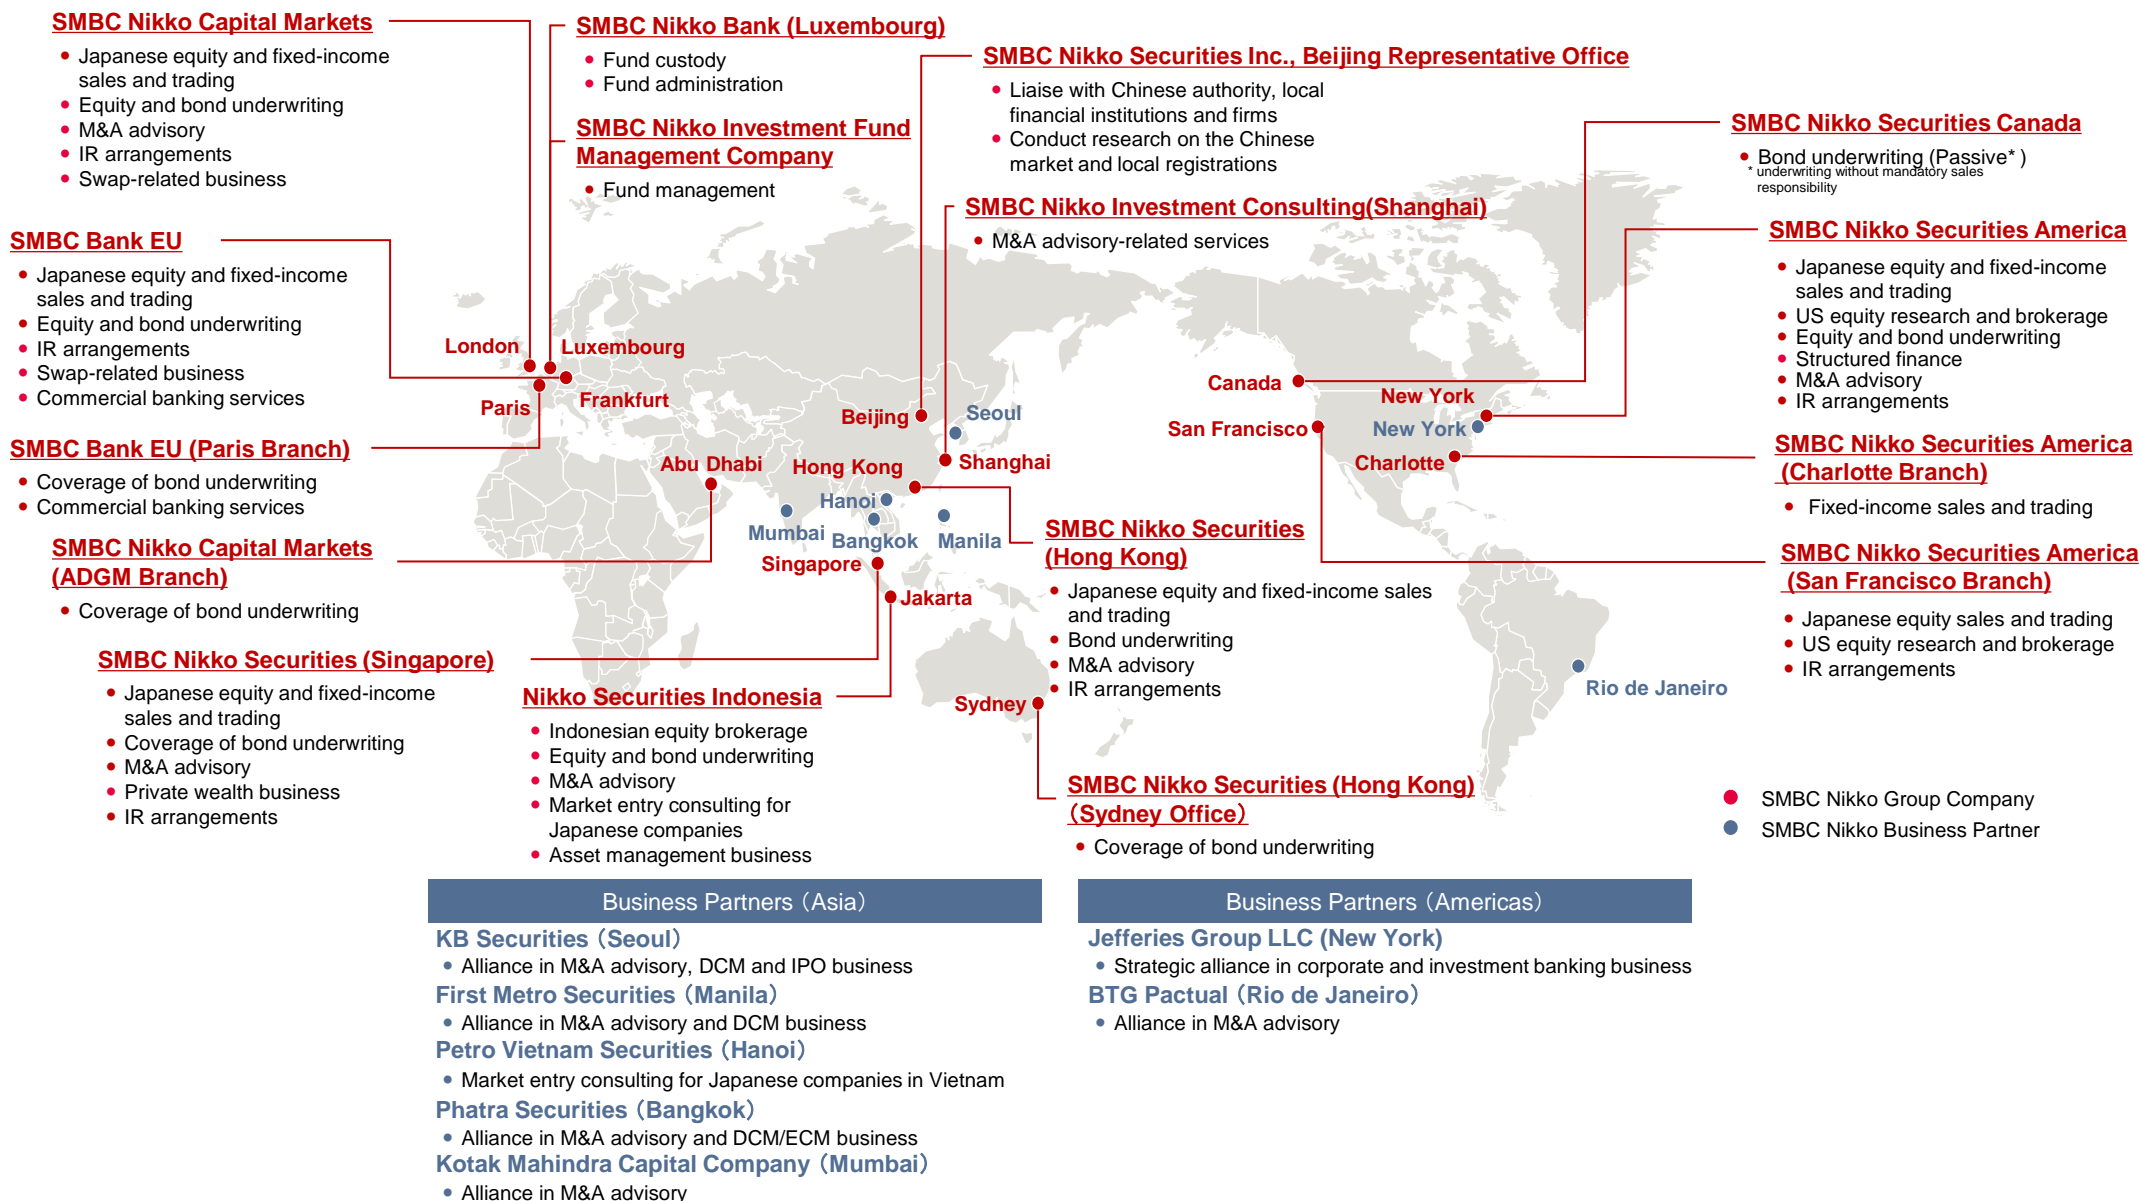 SMBC Nikko Capital Markets
• Japanese equity and fixed-income
sales and trading
• Equity and bond underwriting
• M&A advisory
• IR arrangements
• Swap-related business
SMBC Nikko Bank (Luxembourg)
• Fund custody
• Fund administration
SMBC Nikko Investment Fund
Management Company
• Fund management
SMBC Nikko Securities Inc., Beijing Representative Office
• Liaise with Chinese authority, local
financial institutions and firms
• Conduct research on the Chinese
market and local registrations
SMBC Nikko Investment Consulting(Shanghai)
• M&A advisory-related services
SMBC Nikko Securities Canada
• Bond underwriting (Passive* )
* underwriting without mandatory sales
responsibility
SMBC Nikko Securities America
• Japanese equity and fixed-income
sales and trading
• US equity research and brokerage
• Equity and bond underwriting
• Structured finance
• M&A advisory
• IR arrangements
SMBC Bank EU
• Japanese equity and fixed-income
sales and trading
• Equity and bond underwriting
• IR arrangements
• Swap-related business
• Commercial banking services
SMBC Bank EU (Paris Branch)
• Coverage of bond underwriting
• Commercial banking services
SMBC Nikko Capital Markets
(ADGM Branch)
• Coverage of bond underwriting
London
Luxembourg
Paris
Frankfurt
Beijing
Seoul
Abu Dhabi
Hong Kong
Shanghai
Hanoi
Mumbai
Bangkok
Manila
Singapore
Jakarta
Sydney
Canada
New York
San Francisco
New York
Charlotte
Rio de Janeiro
SMBC Nikko Securities America
(Charlotte Branch)
• Fixed-income sales and trading
SMBC Nikko Securities America
(San Francisco Branch)
• Japanese equity sales and trading
• US equity research and brokerage
• IR arrangements
SMBC Nikko Securities
(Hong Kong)
• Japanese equity and fixed-income sales
and trading
• Bond underwriting
• M&A advisory
• IR arrangements
SMBC Nikko Securities (Singapore)
• Japanese equity and fixed-income
sales and trading
• Coverage of bond underwriting
• M&A advisory
• Private wealth business
• IR arrangements
Nikko Securities Indonesia
• Indonesian equity brokerage
• Equity and bond underwriting
• M&A advisory
• Market entry consulting for
Japanese companies
• Asset management business
SMBC Nikko Securities (Hong Kong)
（Sydney Office）
• Coverage of bond underwriting
SMBC Nikko Group Company
SMBC Nikko Business Partner
Business Partners（Asia）
KB Securities（Seoul）
• Alliance in M&A advisory, DCM and IPO business
First Metro Securities（Manila）
• Alliance in M&A advisory and DCM business
Petro Vietnam Securities（Hanoi）
• Market entry consulting for Japanese companies in Vietnam
Phatra Securities（Bangkok）
• Alliance in M&A advisory and DCM/ECM business
Kotak Mahindra Capital Company（Mumbai）
• Alliance in M&A advisory
Business Partners（Americas）
Jefferies Group LLC (New York)
• Strategic alliance in corporate and investment banking business
BTG Pactual（Rio de Janeiro）
• Alliance in M&A advisory